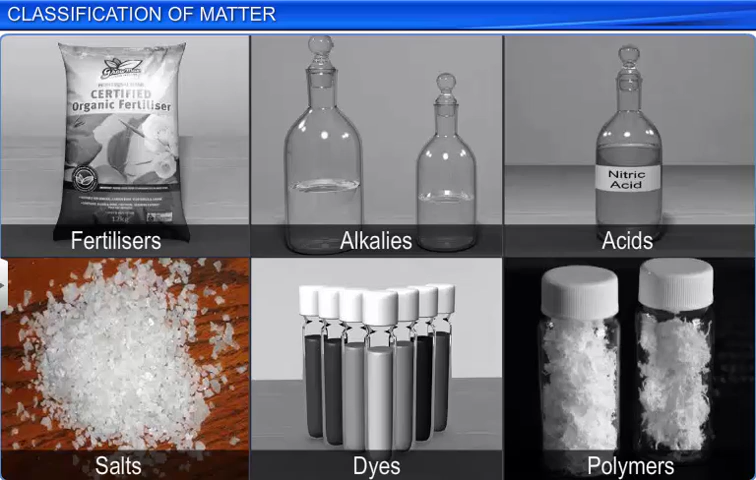 CLASSIFICATION OF MATTER
CERTIFIED
Organic Fertiliser
Nitric
Acid
Fertilisers
Alkalies
Acids
Salts
Dyes
Polymers